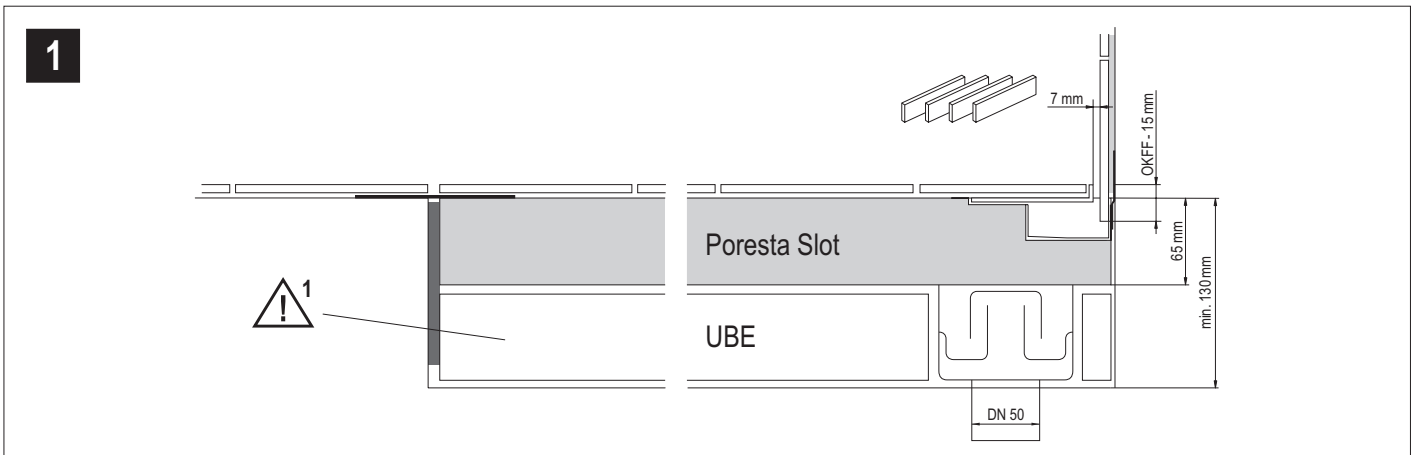 1
7 mm
OKFF - 15 mm
Poresta Slot
65 mm
min. 130 mm
1
!
UBE
DN 50